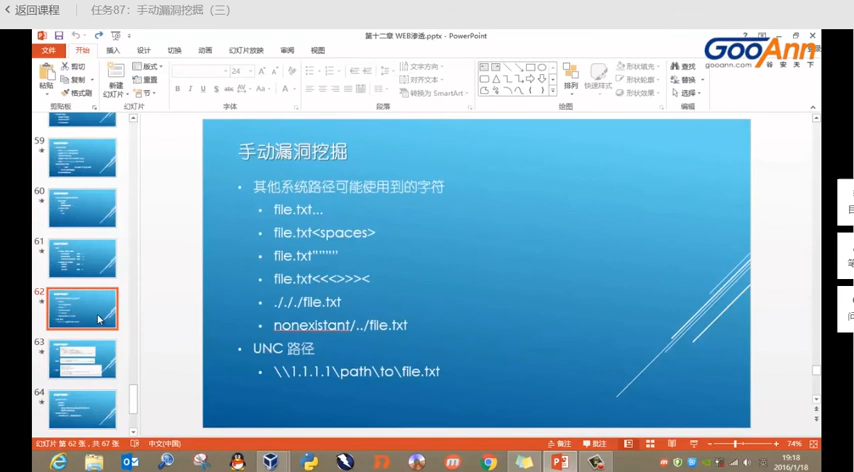 返回课程 任务87：手动漏洞挖掘（三）
第十二章 WEB渗透.pptx - PowerPoint
GooAnn
gooann.com 谷安天下
文件 开始 插入 设计 切换 动画 幻灯片放映 审阅 视图
粘贴 剪切 复制 格式刷
新建 幻灯片 版式 重置 节
24
文字方向 对齐文本 转换为 SmartArt
排列 快速样式
形状填充 形状轮廓 形状效果
查找 替换 选择
剪贴板 幻灯片 字体 段落 绘图 编辑
59
60
61
62
63
64
手动漏洞挖掘
• 其他系统路径可能使用到的字符
• file.txt...
• file.txt<spaces>
• file.txt""""
• file.txt<<<>>><
• ./././file.txt
• nonexistant/../file.txt
• UNC 路径
• \\1.1.1.1\path\to\file.txt
幻灯片 第 62 张，共 67 张 中文(中国) 备注 批注 74%
19:18
2016/1/18